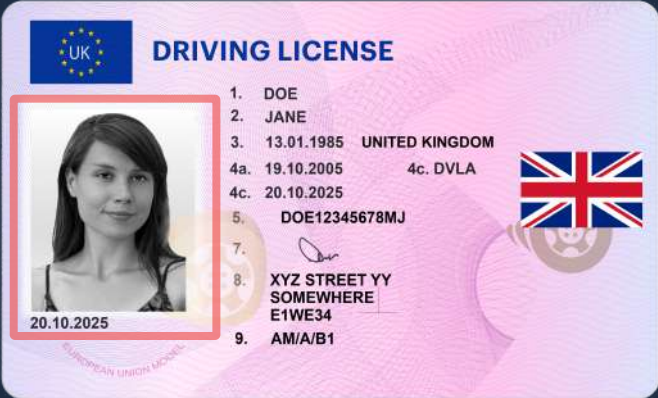 UK
DRIVING LICENSE
1. DOE
2. JANE
3. 13.01.1985 UNITED KINGDOM
4a. 19.10.2005 4c. DVLA
4c. 20.10.2025
5. DOE12345678MJ
7.
8. XYZ STREET YY
SOMEWHERE
E1WE34
9. AM/A/B1
20.10.2025
EUROPEAN UNION MODEL